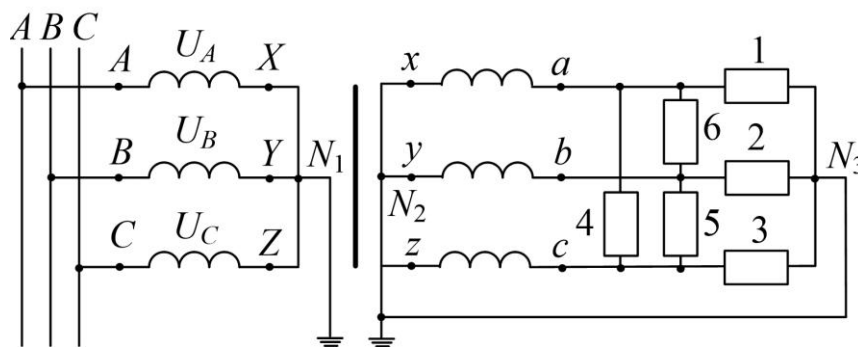 A B C
A U_A X x a 1
6
B U_B Y N_1 y b 2 N_3
N_2
4 5
C U_C Z z c 3